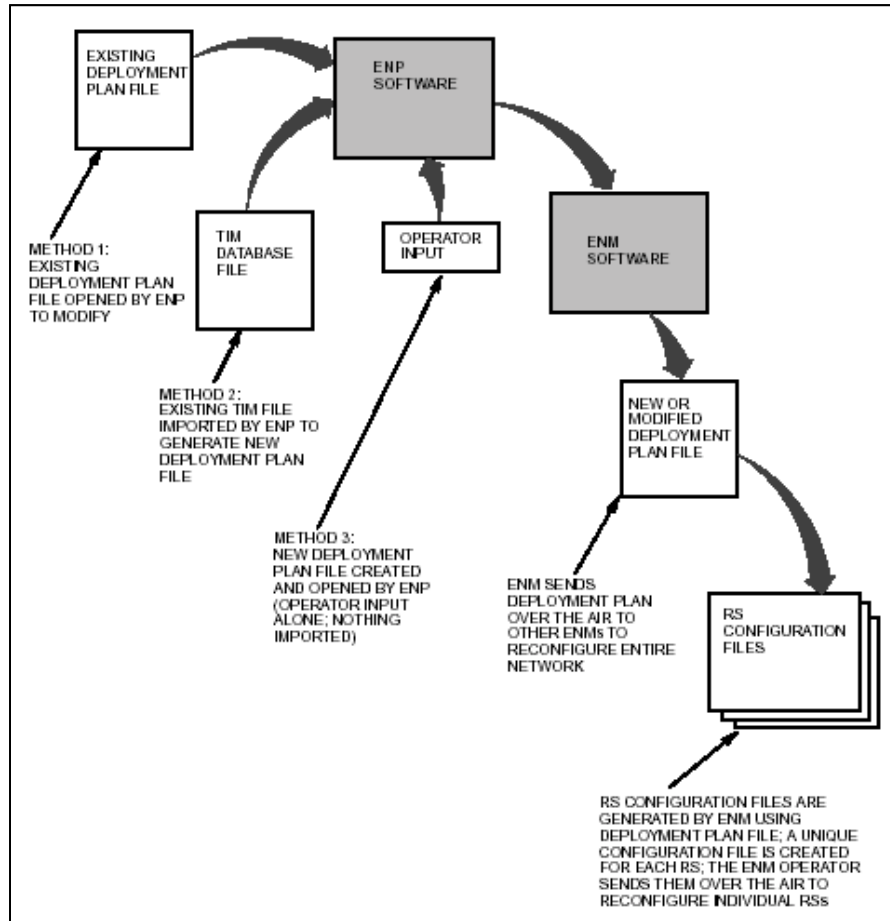 EXISTING
DEPLOYMENT
PLAN FILE
ENP
SOFTWARE
METHOD 1:
EXISTING
DEPLOYMENT PLAN
FILE OPENED BY ENP
TO MODIFY
TIM
DATABASE
FILE
OPERATOR
INPUT
ENM
SOFTWARE
METHOD 2:
EXISTING TIM FILE
IMPORTED BY ENP TO
GENERATE NEW
DEPLOYMENT PLAN
FILE
NEW OR
MODIFIED
DEPLOYMENT
PLAN FILE
METHOD 3:
NEW DEPLOYMENT
PLAN FILE CREATED
AND OPENED BY ENP
(OPERATOR INPUT
ALONE; NOTHING
IMPORTED)
ENM SENDS
DEPLOYMENT PLAN
OVER THE AIR TO
OTHER ENMs TO
RECONFIGURE ENTIRE
NETWORK
RS
CONFIGURATION
FILES
RS CONFIGURATION FILES ARE
GENERATED BY ENM USING
DEPLOYMENT PLAN FILE; A UNIQUE
CONFIGURATION FILE IS CREATED
FOR EACH RS; THE ENM OPERATOR
SENDS THEM OVER THE AIR TO
RECONFIGURE INDIVIDUAL RSs